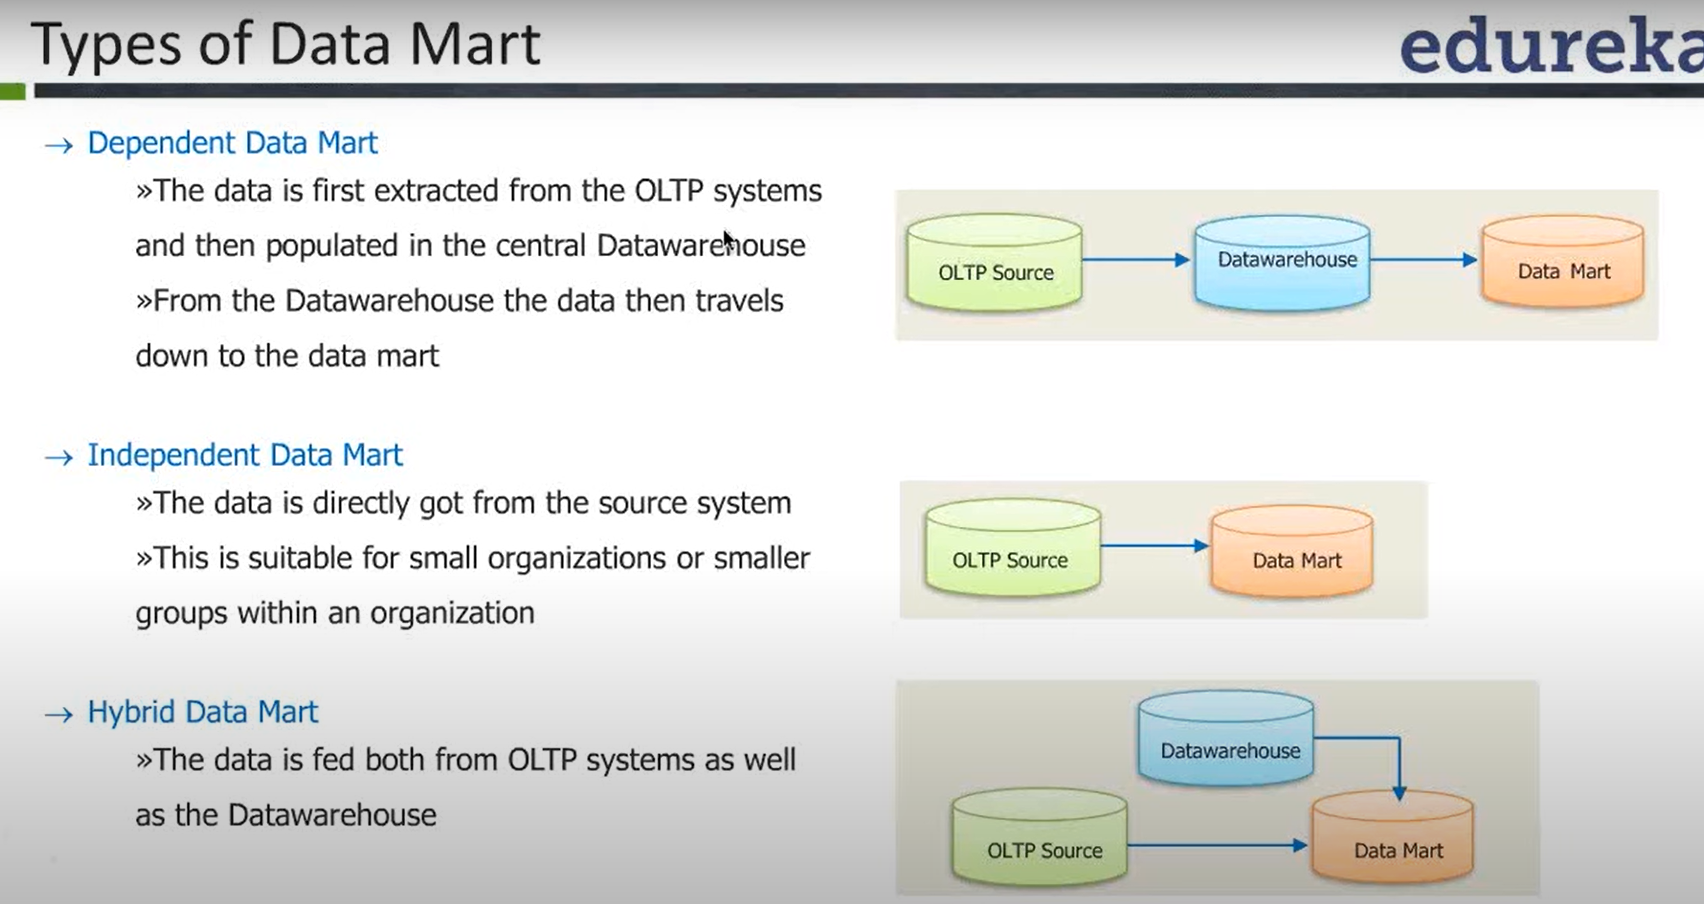 Types of Data Mart
edureka
→ Dependent Data Mart
»The data is first extracted from the OLTP systems
and then populated in the central Datawarehouse
»From the Datawarehouse the data then travels
down to the data mart
OLTP Source
Datawarehouse
Data Mart
→ Independent Data Mart
»The data is directly got from the source system
»This is suitable for small organizations or smaller
groups within an organization
OLTP Source
Data Mart
→ Hybrid Data Mart
»The data is fed both from OLTP systems as well
as the Datawarehouse
Datawarehouse
OLTP Source
Data Mart